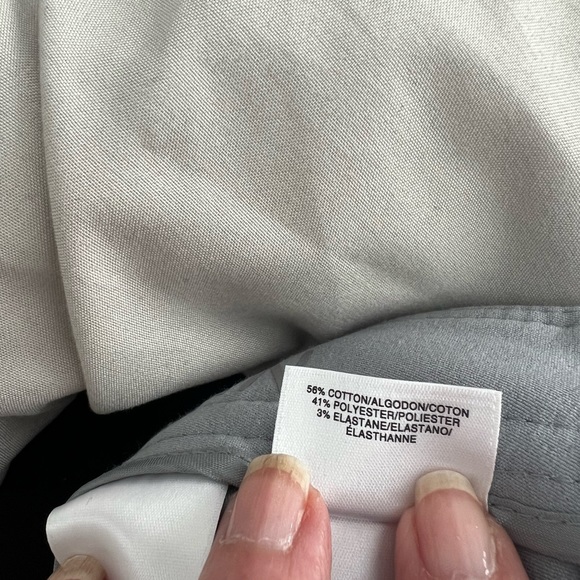 56% COTTON/ALGODON/COTON
41% POLYESTER/POLIESTER
3% ELASTANE/ELASTANO/
ÉLASTHANNE